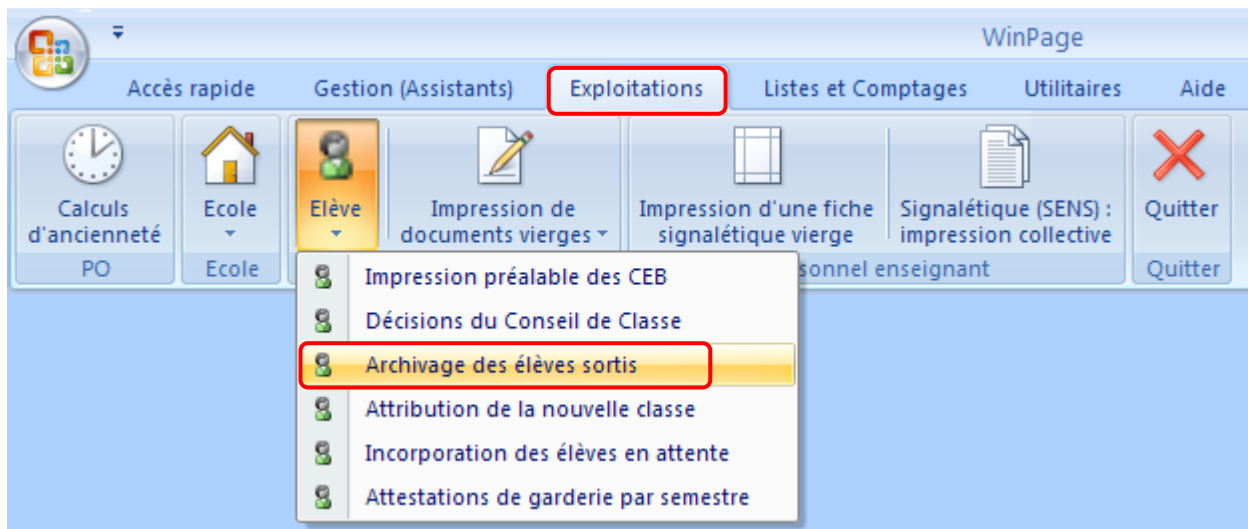 WinPage
Accès rapide Gestion (Assistants) Exploitations Listes et Comptages Utilitaires Aide
Calculs
d'ancienneté
Ecole
Elève
Impression de
documents vierges
Impression d'une fiche
signalétique vierge
Signalétique (SENS) :
impression collective
Quitter
PO Ecole sonnel enseignant Quitter
Impression préalable des CEB
Décisions du Conseil de Classe
Archivage des élèves sortis
Attribution de la nouvelle classe
Incorporation des élèves en attente
Attestations de garderie par semestre